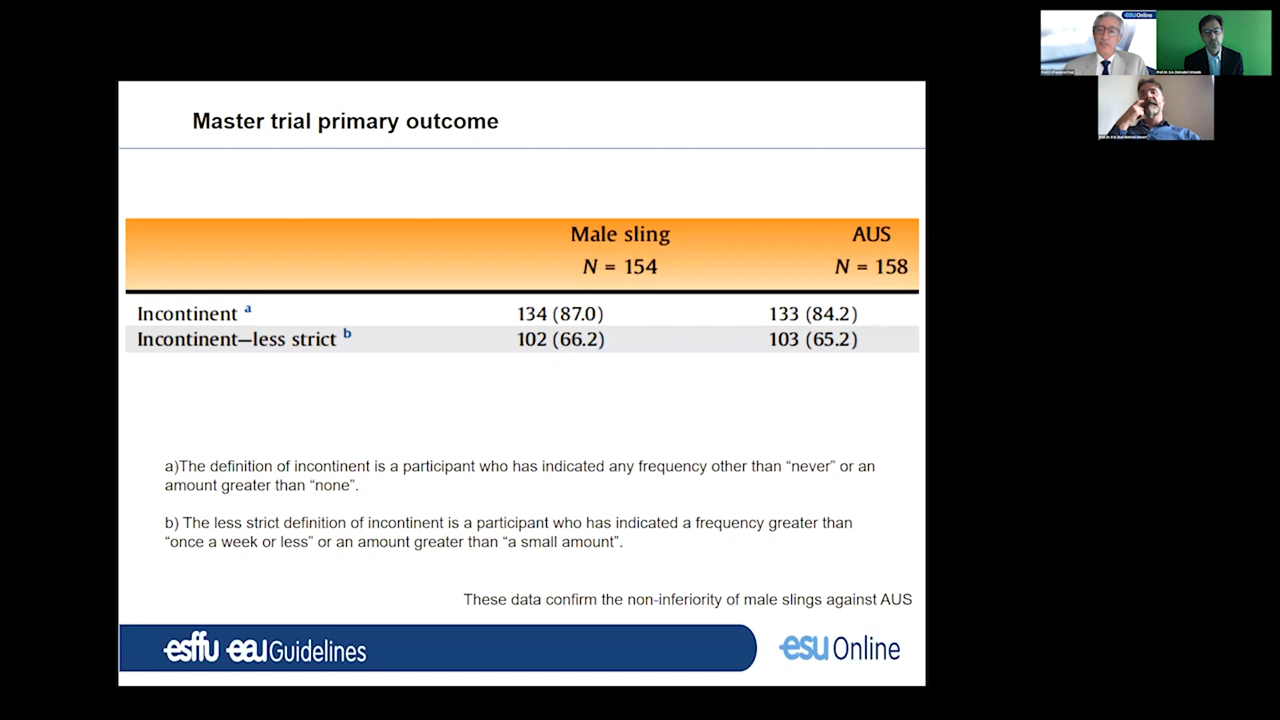 esu Online
Master trial primary outcome
Male sling AUS
N = 154 N = 158
Incontinent a 134 (87.0) 133 (84.2)
Incontinent—less strict b 102 (66.2) 103 (65.2)
a)The definition of incontinent is a participant who has indicated any frequency other than “never” or an
amount greater than “none”.
b) The less strict definition of incontinent is a participant who has indicated a frequency greater than
“once a week or less” or an amount greater than “a small amount”.
These data confirm the non-inferiority of male slings against AUS
esffu eau Guidelines
esu Online